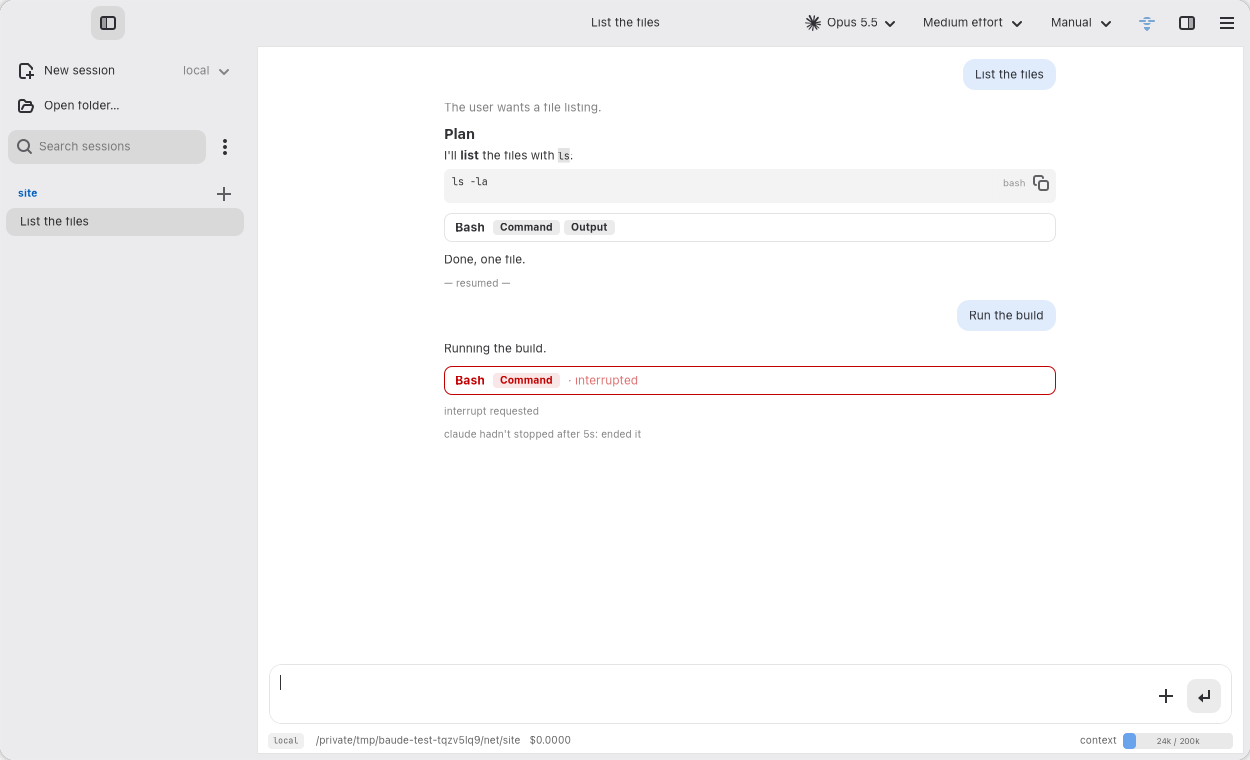 List the files
Opus 5.5
Medium effort
Manual
New session
local
Open folder...
Search sessions
site
List the files
List the files
The user wants a file listing.
Plan
I'll list the files with ls.
ls -la
bash
Bash Command Output
Done, one file.
— resumed —
Run the build
Running the build.
Bash Command · interrupted
interrupt requested
claude hadn't stopped after 5s: ended it
local /private/tmp/baude-test-tqzv5lq9/net/site $0.0000
context 24k / 200k